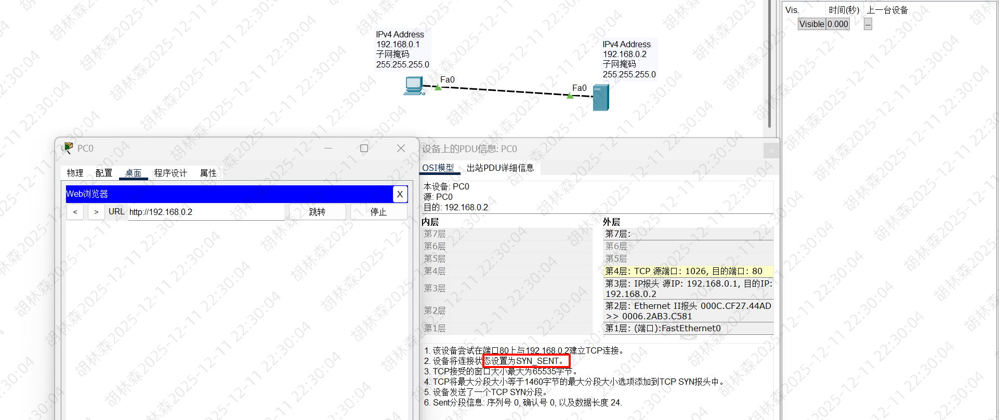 Vis. 时间(秒) 上一台设备
Visible 0.000 --
IPv4 Address
192.168.0.1
子网掩码
255.255.255.0
IPv4 Address
192.168.0.2
子网掩码
255.255.255.0
Fa0
Fa0
PC0
物理 配置 桌面 程序设计 属性
Web浏览器 X
< > URL http://192.168.0.2 跳转 停止
设备上的PDU信息: PC0
OSI模型 出站PDU详细信息
本设备: PC0
源: PC0
目的: 192.168.0.2
内层
第7层
第6层
第5层
第4层
第3层
第2层
第1层
外层
第7层:
第6层
第5层
第4层: TCP 源端口: 1026, 目的端口: 80
第3层: IP报头 源IP: 192.168.0.1, 目的IP:
192.168.0.2
第2层: Ethernet II报头 000C.CF27.44AD
>> 0006.2AB3.C581
第1层: (端口):FastEthernet0
1. 该设备尝试在端口80上与192.168.0.2建立TCP连接。
2. 设备将连接状态设置为SYN_SENT。
3. TCP接受的窗口大小最大为65535字节。
4. TCP将最大分段大小等于1460字节的最大分段大小选项添加到TCP SYN报头中。
5. 设备发送了一个TCP SYN分段。
6. Sent分段信息: 序列号 0, 确认号 0, 以及数据长度 24.
胡林森2025-12-11 22:30:04